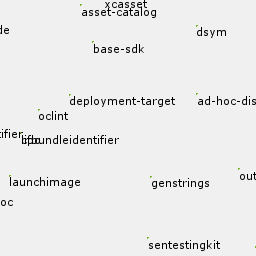 xcasset
asset-catalog
de
dsym
base-sdk
deployment-target
ad-hoc-dis
oclint
tifier
cfbundleidentifier
launchimage
genstrings
out
oc
sentestingkit